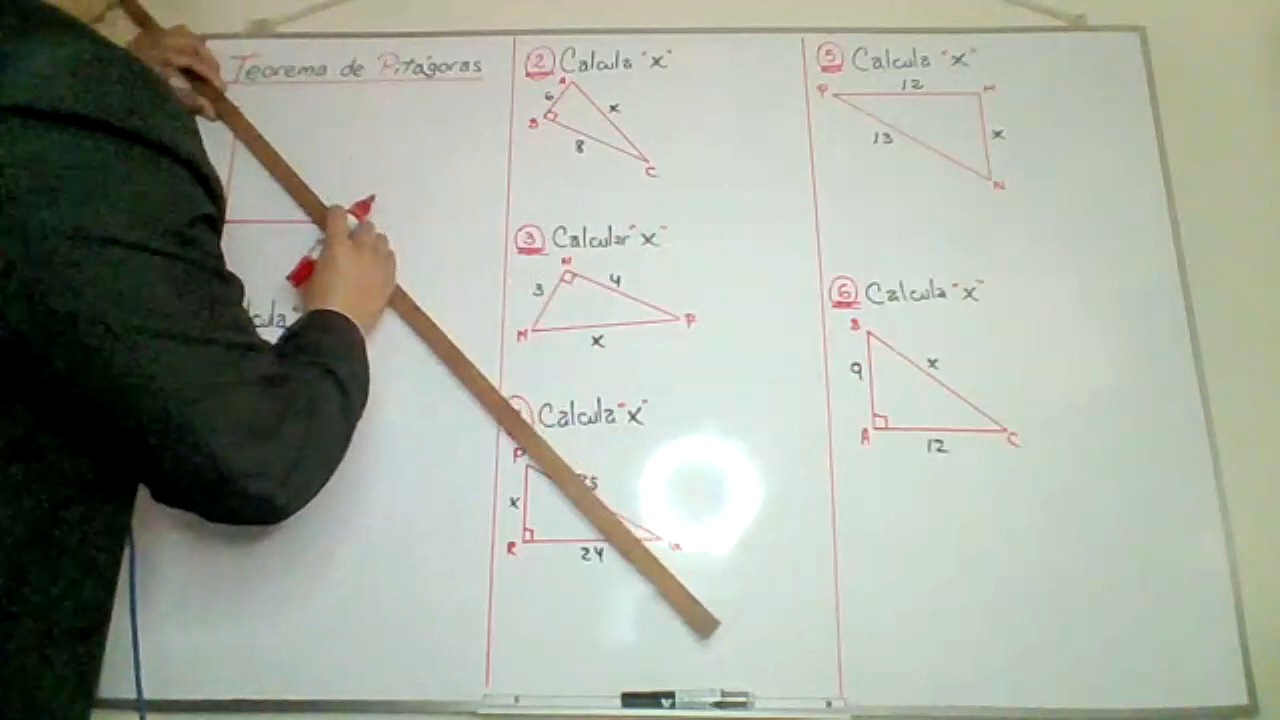 Teorema de Pitágoras
cula"
② Calcula "x"
A
6
x
B
8
C
③ Calcular "x"
M
3
4
N
P
x
Calcula "x"
P
x
R
24
⑤ Calcula "x"
12
P
M
13
x
N
⑥ Calcula "x"
B
9
x
A
C
12